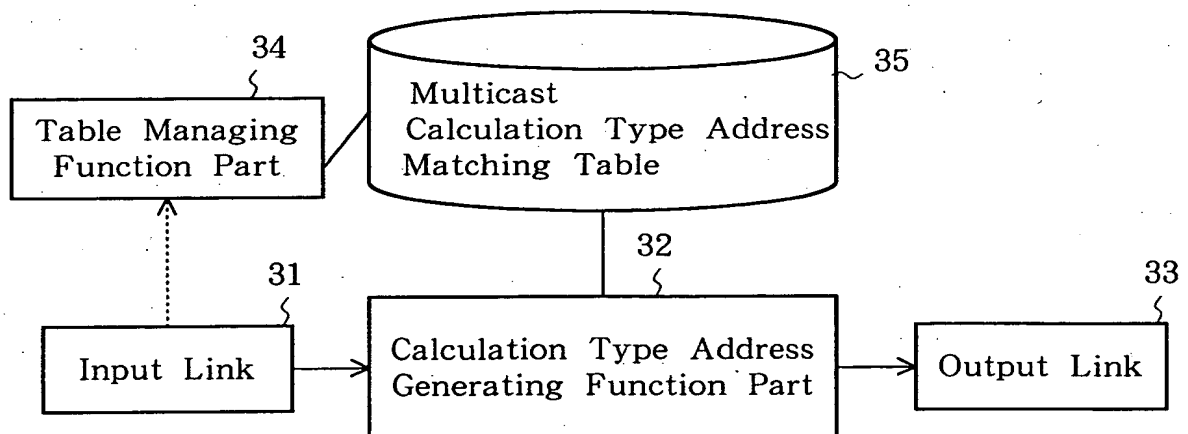 34
35
Multicast
Calculation Type Address
Matching Table
Table Managing
Function Part
32
31
33
Input Link
Calculation Type Address
Generating Function Part
Output Link